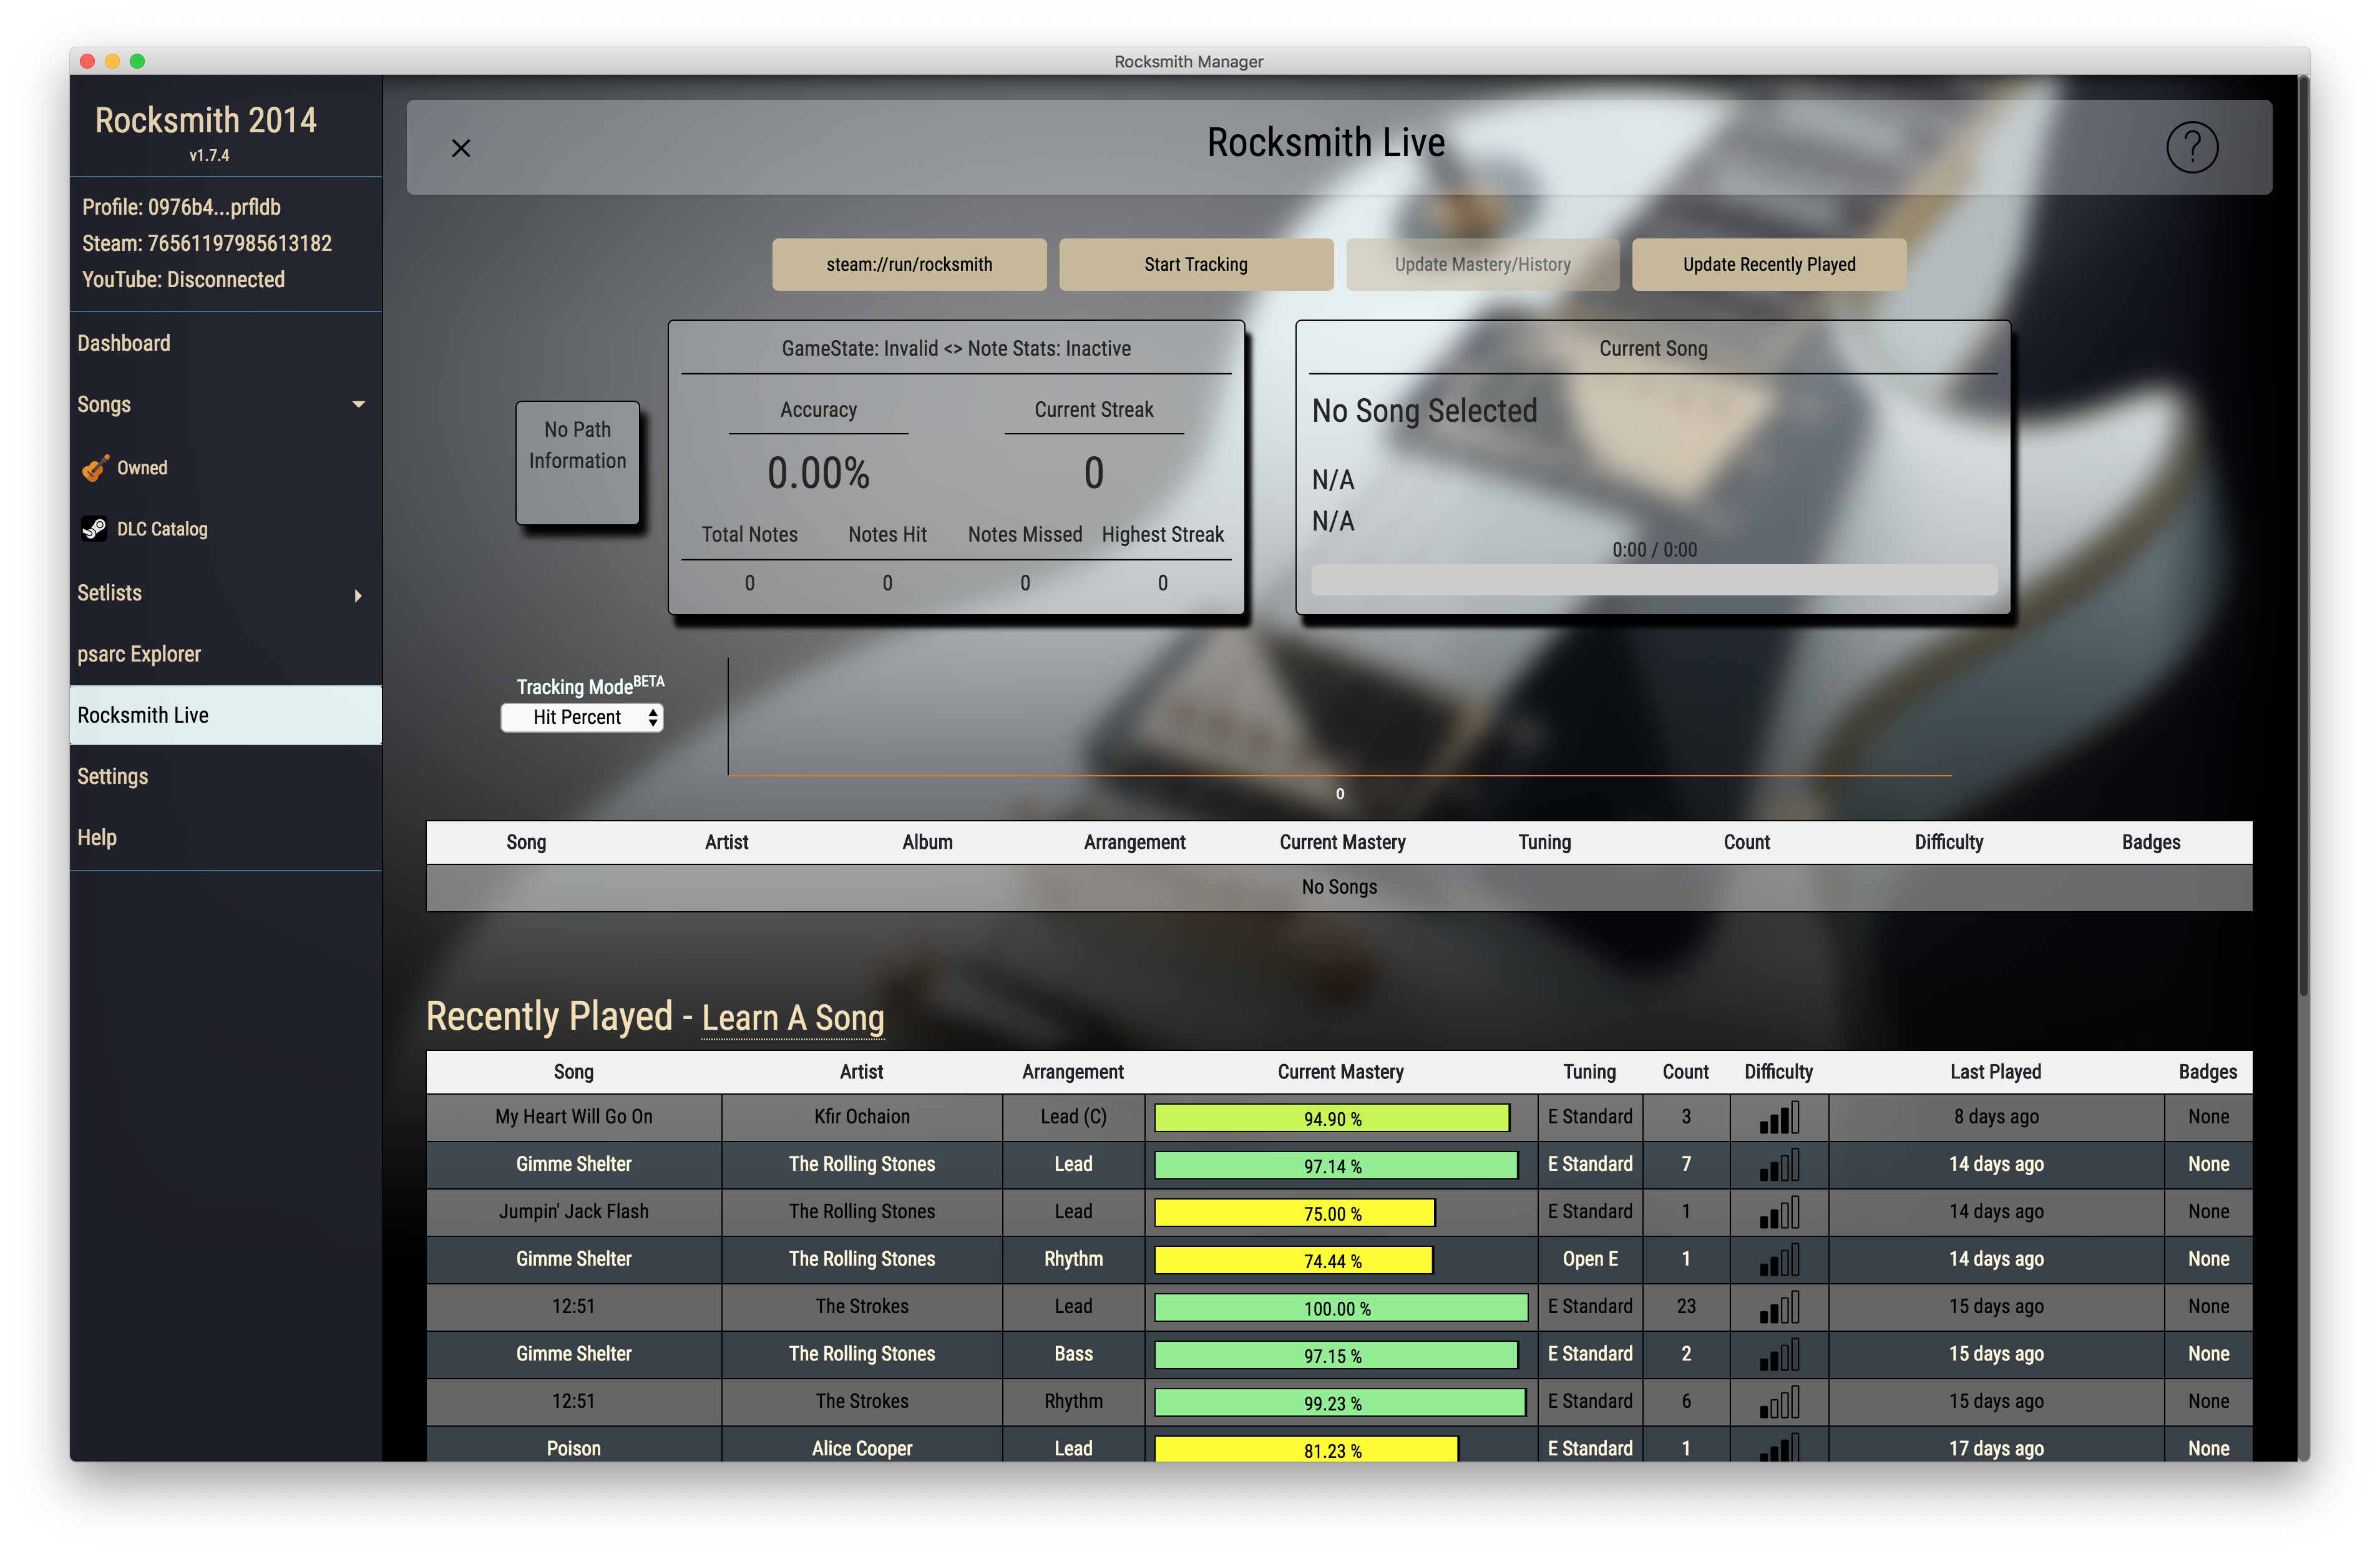 Rocksmith Manager
Rocksmith 2014
v1.7.4
Profile: 0976b4...prfldb
Steam: 76561197985613182
YouTube: Disconnected
Dashboard
Songs
Owned
DLC Catalog
Setlists
psarc Explorer
Rocksmith Live
Settings
Help
Rocksmith Live
?
steam://run/rocksmith Start Tracking Update Mastery/History Update Recently Played
No Path
Information
GameState: Invalid <> Note Stats: Inactive
Accuracy Current Streak
0.00% 0
Total Notes Notes Hit Notes Missed Highest Streak
0 0 0 0
Current Song
No Song Selected
N/A
N/A
0:00 / 0:00
Tracking Mode BETA
Hit Percent
0
Song Artist Album Arrangement Current Mastery Tuning Count Difficulty Badges
No Songs
Recently Played - Learn A Song
Song Artist Arrangement Current Mastery Tuning Count Difficulty Last Played Badges
My Heart Will Go On Kfir Ochaion Lead (C) 94.90 % E Standard 3 8 days ago None
Gimme Shelter The Rolling Stones Lead 97.14 % E Standard 7 14 days ago None
Jumpin' Jack Flash The Rolling Stones Lead 75.00 % E Standard 1 14 days ago None
Gimme Shelter The Rolling Stones Rhythm 74.44 % Open E 1 14 days ago None
12:51 The Strokes Lead 100.00 % E Standard 23 15 days ago None
Gimme Shelter The Rolling Stones Bass 97.15 % E Standard 2 15 days ago None
12:51 The Strokes Rhythm 99.23 % E Standard 6 15 days ago None
Poison Alice Cooper Lead 81.23 % E Standard 1 17 days ago None